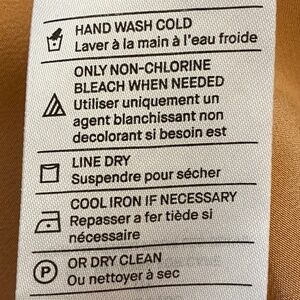 HAND WASH COLD
Laver à la main à l'eau froide
ONLY NON-CHLORINE
BLEACH WHEN NEEDED
Utiliser uniquement un
agent blanchissant non
decolorant si besoin est
LINE DRY
Suspendre pour sécher
COOL IRON IF NECESSARY
Repasser a fer tiède si
nécessaire
P
OR DRY CLEAN
Ou nettoyer à sec